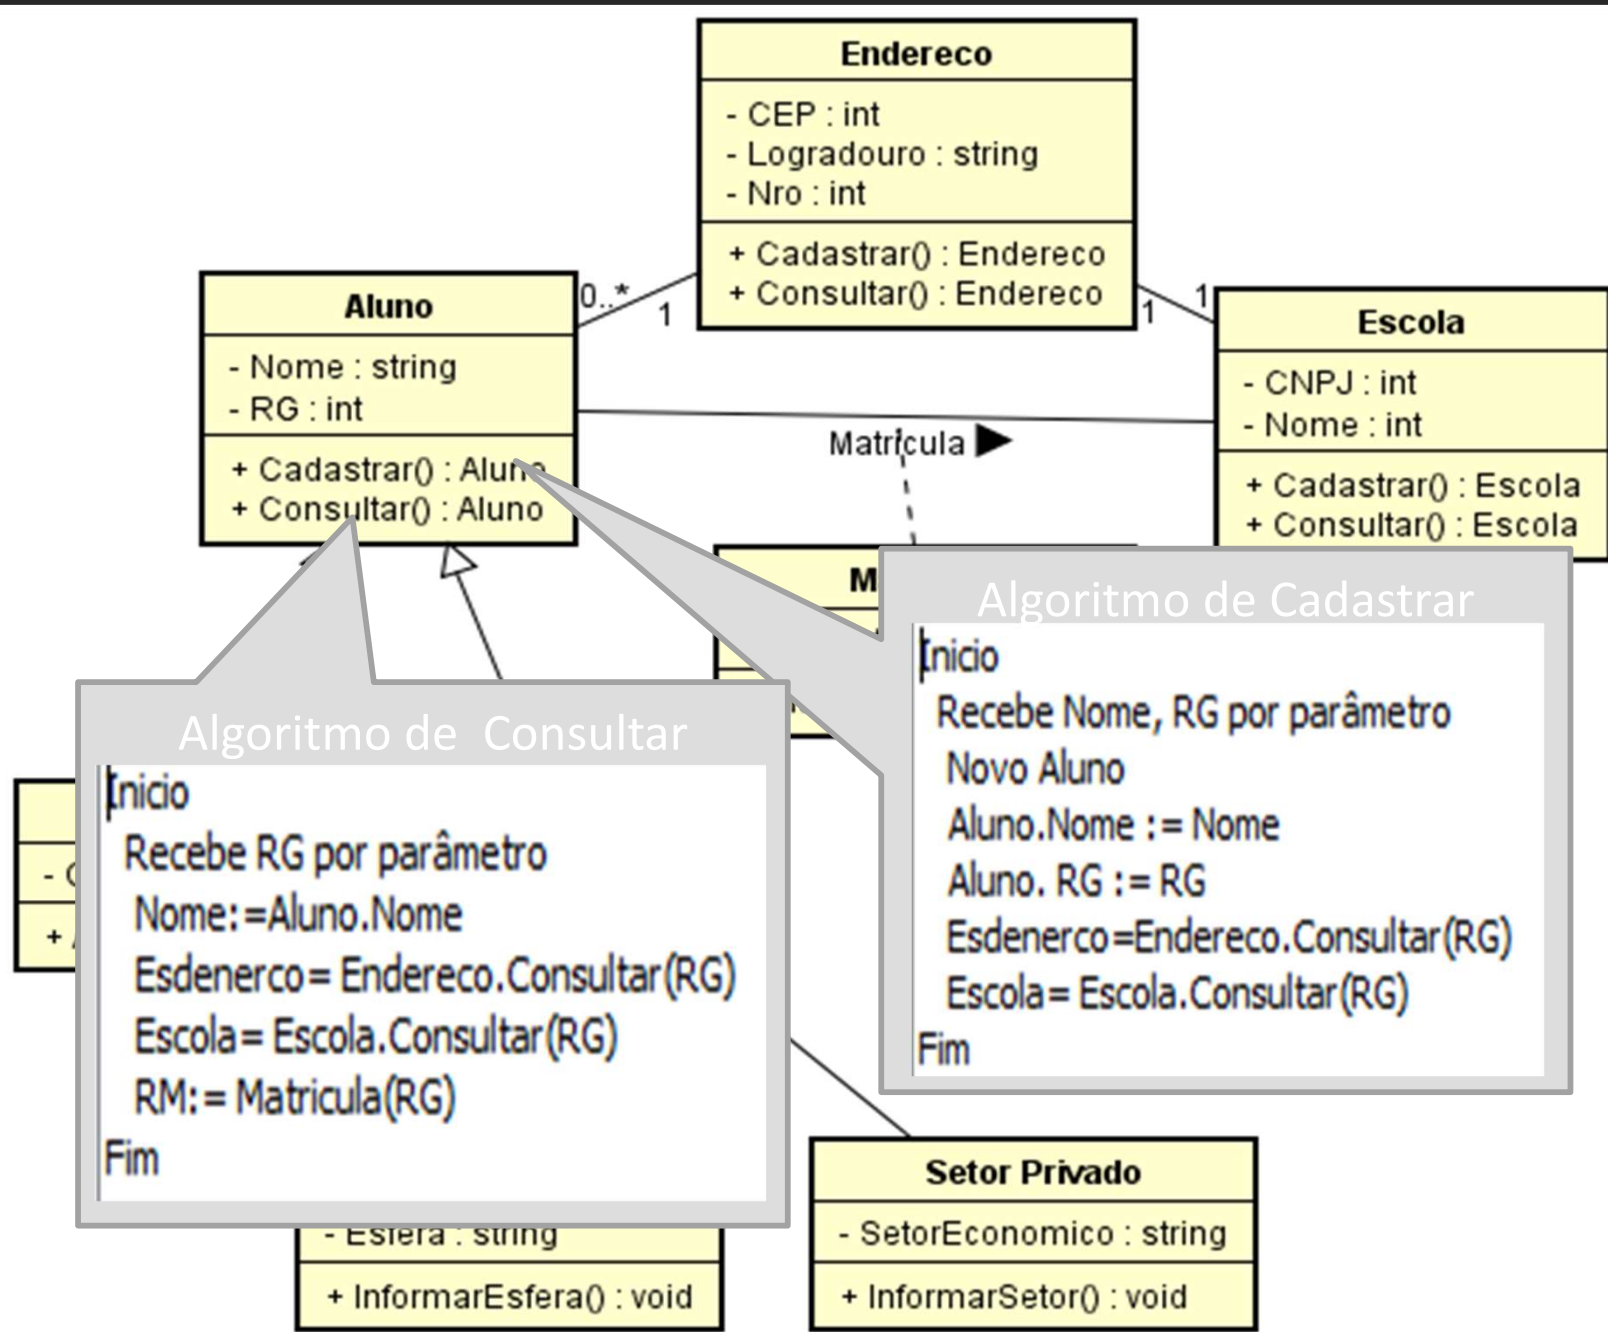 Endereco
- CEP : int
- Logradouro : string
- Nro : int
+ Cadastrar() : Endereco
+ Consultar() : Endereco
0..*
1
1
1
Aluno
- Nome : string
- RG : int
+ Cadastrar() : Aluno
+ Consultar() : Aluno
Escola
- CNPJ : int
- Nome : int
+ Cadastrar() : Escola
+ Consultar() : Escola
Matrícula
M
Algoritmo de Cadastrar
Inicio
Recebe Nome, RG por parâmetro
Novo Aluno
Aluno.Nome := Nome
Aluno. RG := RG
Esdenerco=Endereco.Consultar(RG)
Escola= Escola.Consultar(RG)
Fim
Algoritmo de Consultar
Inicio
Recebe RG por parâmetro
Nome:=Aluno.Nome
Esdenerco= Endereco.Consultar(RG)
Escola= Escola.Consultar(RG)
RM:= Matricula(RG)
Fim
-
+
- Esfera : string
+ InformarEsfera() : void
Setor Privado
- SetorEconomico : string
+ InformarSetor() : void